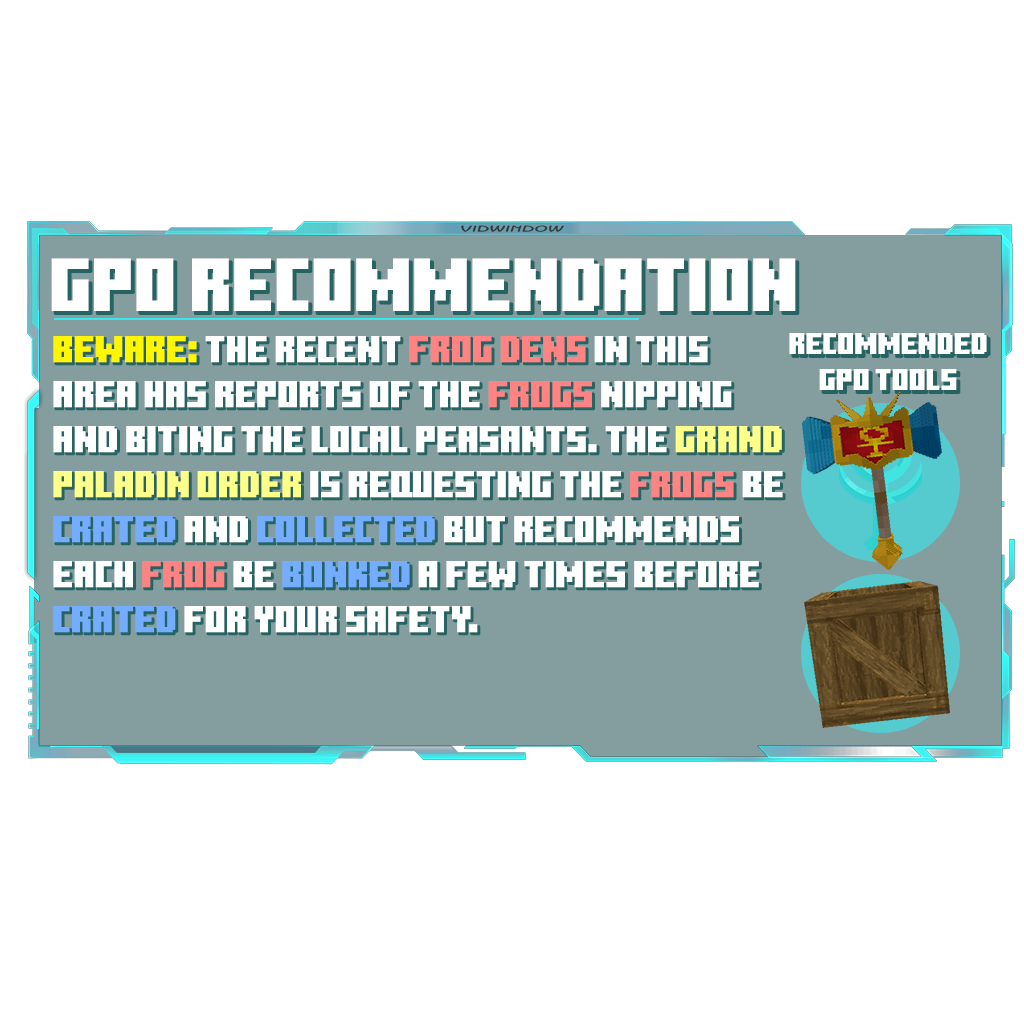 VIDWINDOW
GPO RECOMMENDATION
BEWARE: THE RECENT FROG DENS IN THIS
AREA HAS REPORTS OF THE FROGS NIPPING
AND BITING THE LOCAL PEASANTS. THE GRAND
PALADIN ORDER IS REQUESTING THE FROGS BE
CRATED AND COLLECTED BUT RECOMMENDS
EACH FROG BE BONKED A FEW TIMES BEFORE
CRATED FOR YOUR SAFETY.
RECOMMENDED
GPO TOOLS